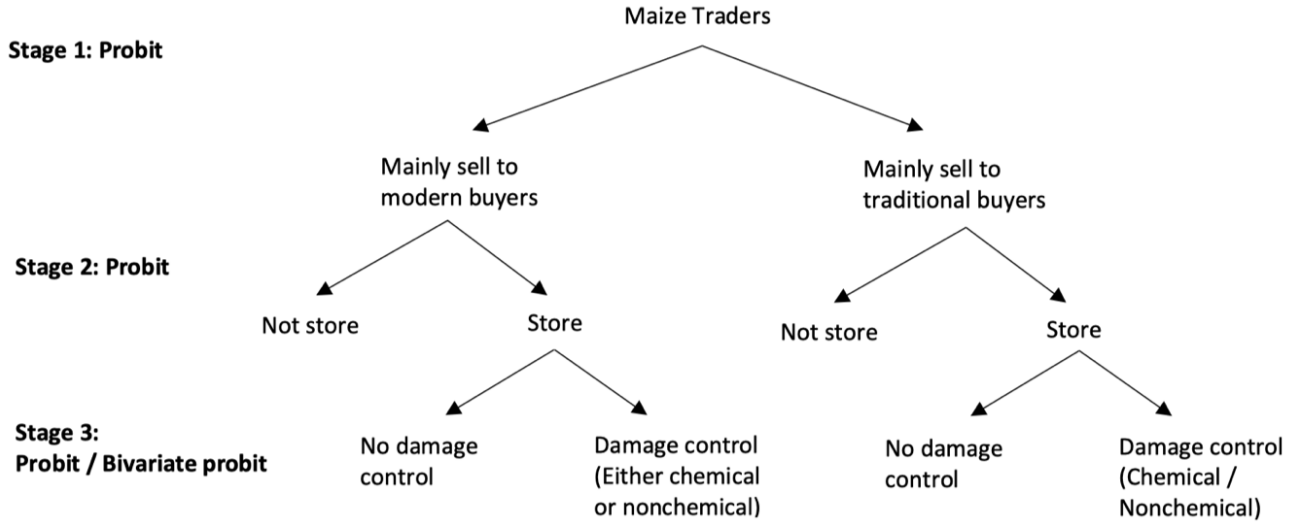 Maize Traders
Stage 1: Probit
Mainly sell to
modern buyers
Mainly sell to
traditional buyers
Stage 2: Probit
Not store
Store
Not store
Store
Stage 3:
Probit / Bivariate probit
No damage
control
Damage control
(Either chemical
or nonchemical)
No damage
control
Damage control
(Chemical /
Nonchemical)